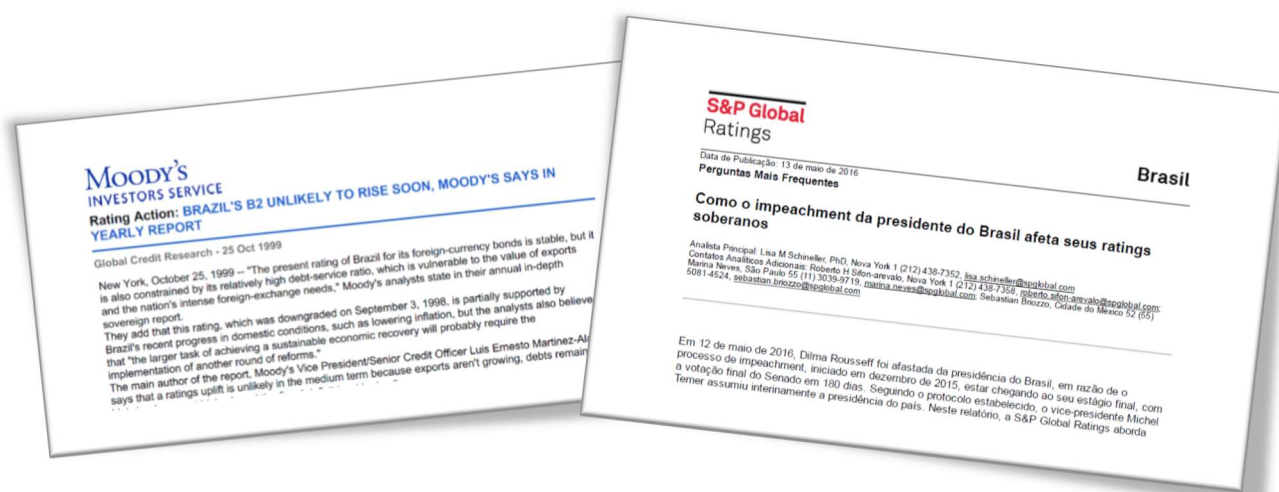 MOODY'S
INVESTORS SERVICE
Rating Action: BRAZIL'S B2 UNLIKELY TO RISE SOON, MOODY'S SAYS IN
YEARLY REPORT
Global Credit Research - 25 Oct 1999
New York, October 25, 1999 -- "The present rating of Brazil for its foreign-currency bonds is stable, but it
is also constrained by its relatively high debt-service ratio, which is vulnerable to the value of exports
and the nation's intense foreign-exchange needs," Moody's analysts state in their annual in-depth
sovereign report.
They add that this rating, which was downgraded on September 3, 1998, is partially supported by
Brazil's recent progress in domestic conditions, such as lowering inflation, but the analysts also believe
that "the larger task of achieving a sustainable economic recovery will probably require the
implementation of another round of reforms."
The main author of the report, Moody's Vice President/Senior Credit Officer Luis Ernesto Martinez-Al
says that a ratings uplift is unlikely in the medium term because exports aren't growing, debts remain
S&P Global
Ratings
Data de Publicação: 13 de maio de 2016
Perguntas Mais Frequentes
Brasil
Como o impeachment da presidente do Brasil afeta seus ratings
soberanos
Analista Principal: Lisa M Schineller, PhD, Nova York 1 (212) 438-7352, lisa.schineller@spglobal.com
Contatos Analíticos Adicionais: Roberto H Sifon-arevalo, Nova York 1 (212) 438-7358, roberto.sifon-arevalo@spglobal.com;
Marina Neves, São Paulo 55 (11) 3039-9719, marina.neves@spglobal.com; Sebastian Briozzo, Cidade do México 52 (55)
5081-4524, sebastian.briozzo@spglobal.com
Em 12 de maio de 2016, Dilma Rousseff foi afastada da presidência do Brasil, em razão de o
processo de impeachment, iniciado em dezembro de 2015, estar chegando ao seu estágio final, com
a votação final do Senado em 180 dias. Seguindo o protocolo estabelecido, o vice-presidente Michel
Temer assumiu interinamente a presidência do país. Neste relatório, a S&P Global Ratings aborda